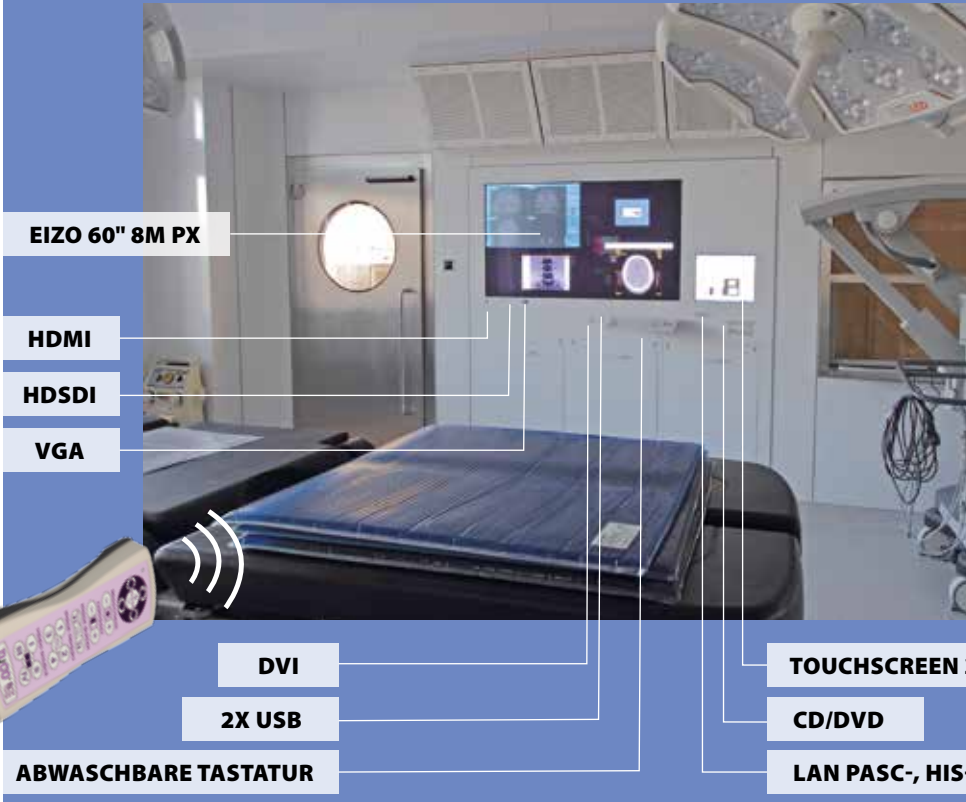 EIZO 60" 8M PX
HDMI
HDSDI
VGA
DVI
2X USB
ABWASCHBARE TASTATUR
TOUCHSCREEN
CD/DVD
LAN PASC-, HIS-